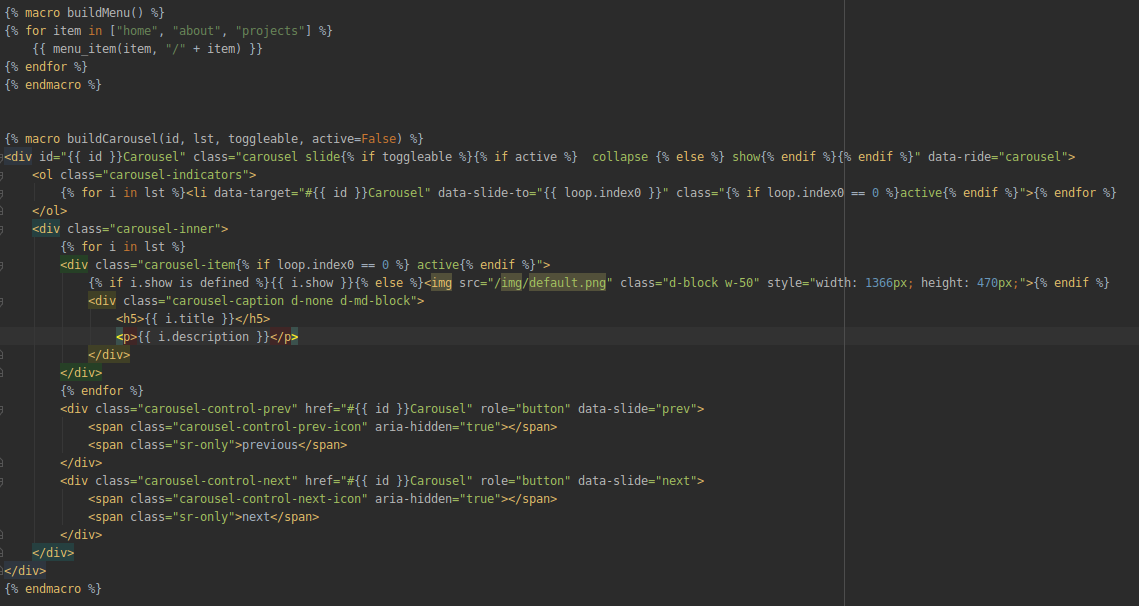 {% macro buildMenu() %}
{% for item in ["home", "about", "projects"] %}
    {{ menu_item(item, "/" + item) }}
{% endfor %}
{% endmacro %}
{% macro buildCarousel(id, lst, toggleable, active=False) %}
<div id="{{ id }}Carousel" class="carousel slide{% if toggleable %}{% if active %}  collapse {% else %} show{% endif %}{% endif %}" data-ride="carousel">
    <ol class="carousel-indicators">
        {% for i in lst %}<li data-target="#{{ id }}Carousel" data-slide-to="{{ loop.index0 }}" class="{% if loop.index0 == 0 %}active{% endif %}">{% endfor %}
    </ol>
    <div class="carousel-inner">
        {% for i in lst %}
        <div class="carousel-item{% if loop.index0 == 0 %} active{% endif %}">
            {% if i.show is defined %}{{ i.show }}{% else %}<img src="/img/default.png" class="d-block w-50" style="width: 1366px; height: 470px;">{% endif %}
            <div class="carousel-caption d-none d-md-block">
                <h5>{{ i.title }}</h5>
                <p>{{ i.description }}</p>
            </div>
        </div>
        {% endfor %}
        <div class="carousel-control-prev" href="#{{ id }}Carousel" role="button" data-slide="prev">
            <span class="carousel-control-prev-icon" aria-hidden="true"></span>
            <span class="sr-only">previous</span>
        </div>
        <div class="carousel-control-next" href="#{{ id }}Carousel" role="button" data-slide="next">
            <span class="carousel-control-next-icon" aria-hidden="true"></span>
            <span class="sr-only">next</span>
        </div>
    </div>
</div>
{% endmacro %}